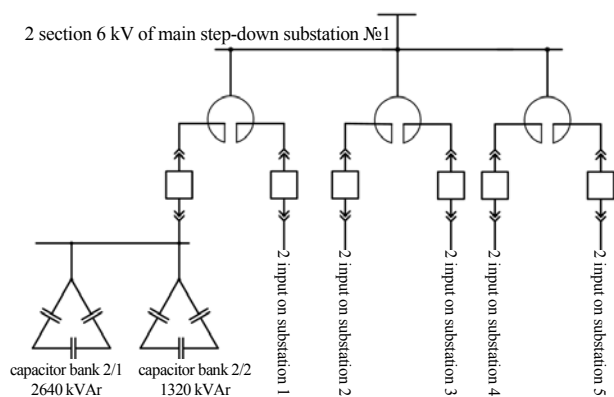 2 section 6 kV of main step-down substation №1
2 input on substation 1
2 input on substation 2
2 input on substation 3
2 input on substation 4
2 input on substation 5
capacitor bank 2/1
2640 kVAr
capacitor bank 2/2
1320 kVAr